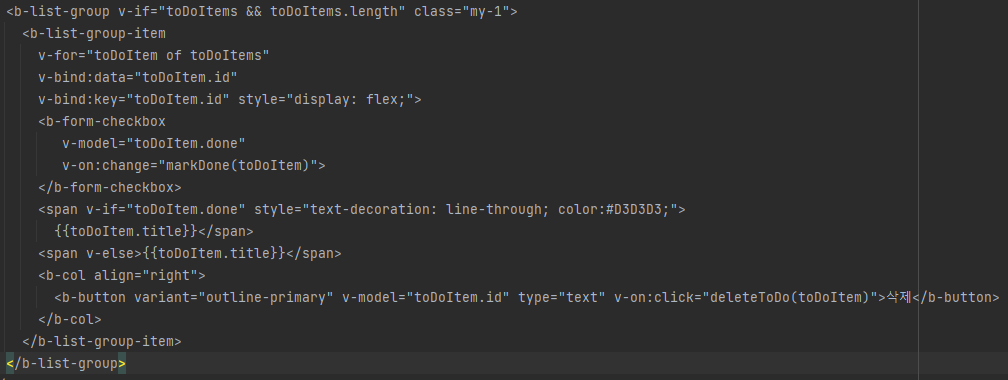 <b-list-group v-if="toDoItems && toDoItems.length" class="my-1">
<b-list-group-item
v-for="toDoItem of toDoItems"
v-bind:data="toDoItem.id"
v-bind:key="toDoItem.id" style="display: flex;">
<b-form-checkbox
v-model="toDoItem.done"
v-on:change="markDone(toDoItem)">
</b-form-checkbox>
<span v-if="toDoItem.done" style="text-decoration: line-through; color:#D3D3D3;">
{{toDoItem.title}}</span>
<span v-else>{{toDoItem.title}}</span>
<b-col align="right">
<b-button variant="outline-primary" v-model="toDoItem.id" type="text" v-on:click="deleteToDo(toDoItem)">삭제</b-button>
</b-col>
</b-list-group-item>
</b-list-group>